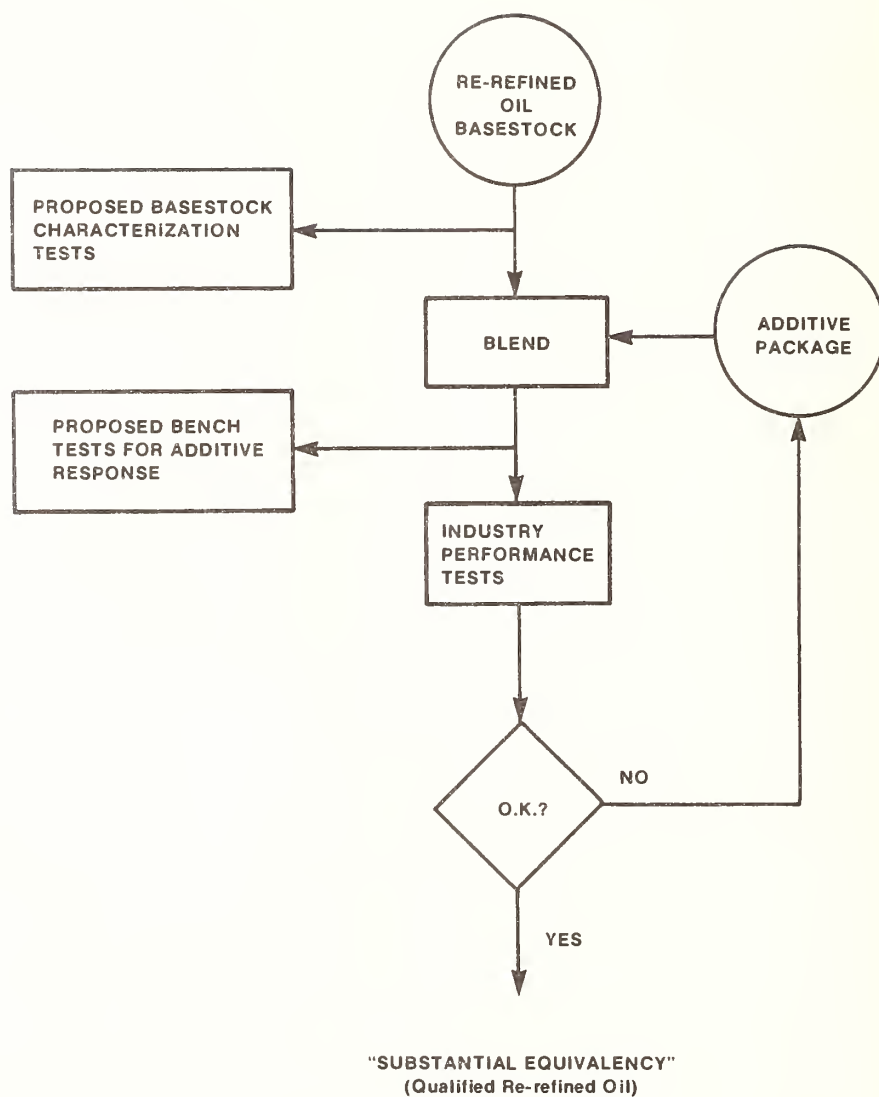 RE-REFINED
OIL
BASESTOCK
PROPOSED BASESTOCK
CHARACTERIZATION
TESTS
BLEND
ADDITIVE
PACKAGE
PROPOSED BENCH
TESTS FOR ADDITIVE
RESPONSE
INDUSTRY
PERFORMANCE
TESTS
NO
O.K.?
YES
"SUBSTANTIAL EQUIVALENCY"
(Qualified Re-refined Oil)